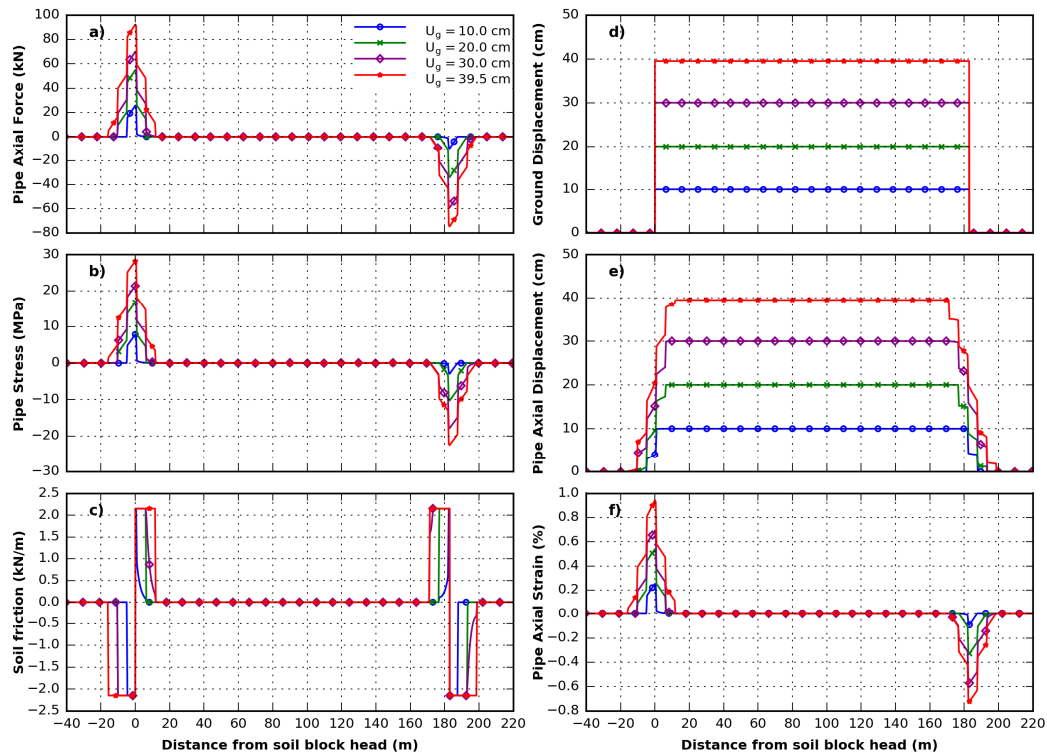 a)
U_g = 10.0 cm
U_g = 20.0 cm
U_g = 30.0 cm
U_g = 39.5 cm
Pipe Axial Force (kN)
100
80
60
40
20
0
−20
−40
−60
−80
d)
Ground Displacement (cm)
50
40
30
20
10
0
b)
Pipe Stress (MPa)
30
20
10
0
−10
−20
−30
e)
Pipe Axial Displacement (cm)
50
40
30
20
10
0
c)
Soil friction (kN/m)
2.5
2.0
1.5
1.0
0.5
0.0
−0.5
−1.0
−1.5
−2.0
−2.5
−40 −20 0 20 40 60 80 100 120 140 160 180 200 220
Distance from soil block head (m)
f)
Pipe Axial Strain (%)
1.0
0.8
0.6
0.4
0.2
0.0
−0.2
−0.4
−0.6
−0.8
−40 −20 0 20 40 60 80 100 120 140 160 180 200 220
Distance from soil block head (m)